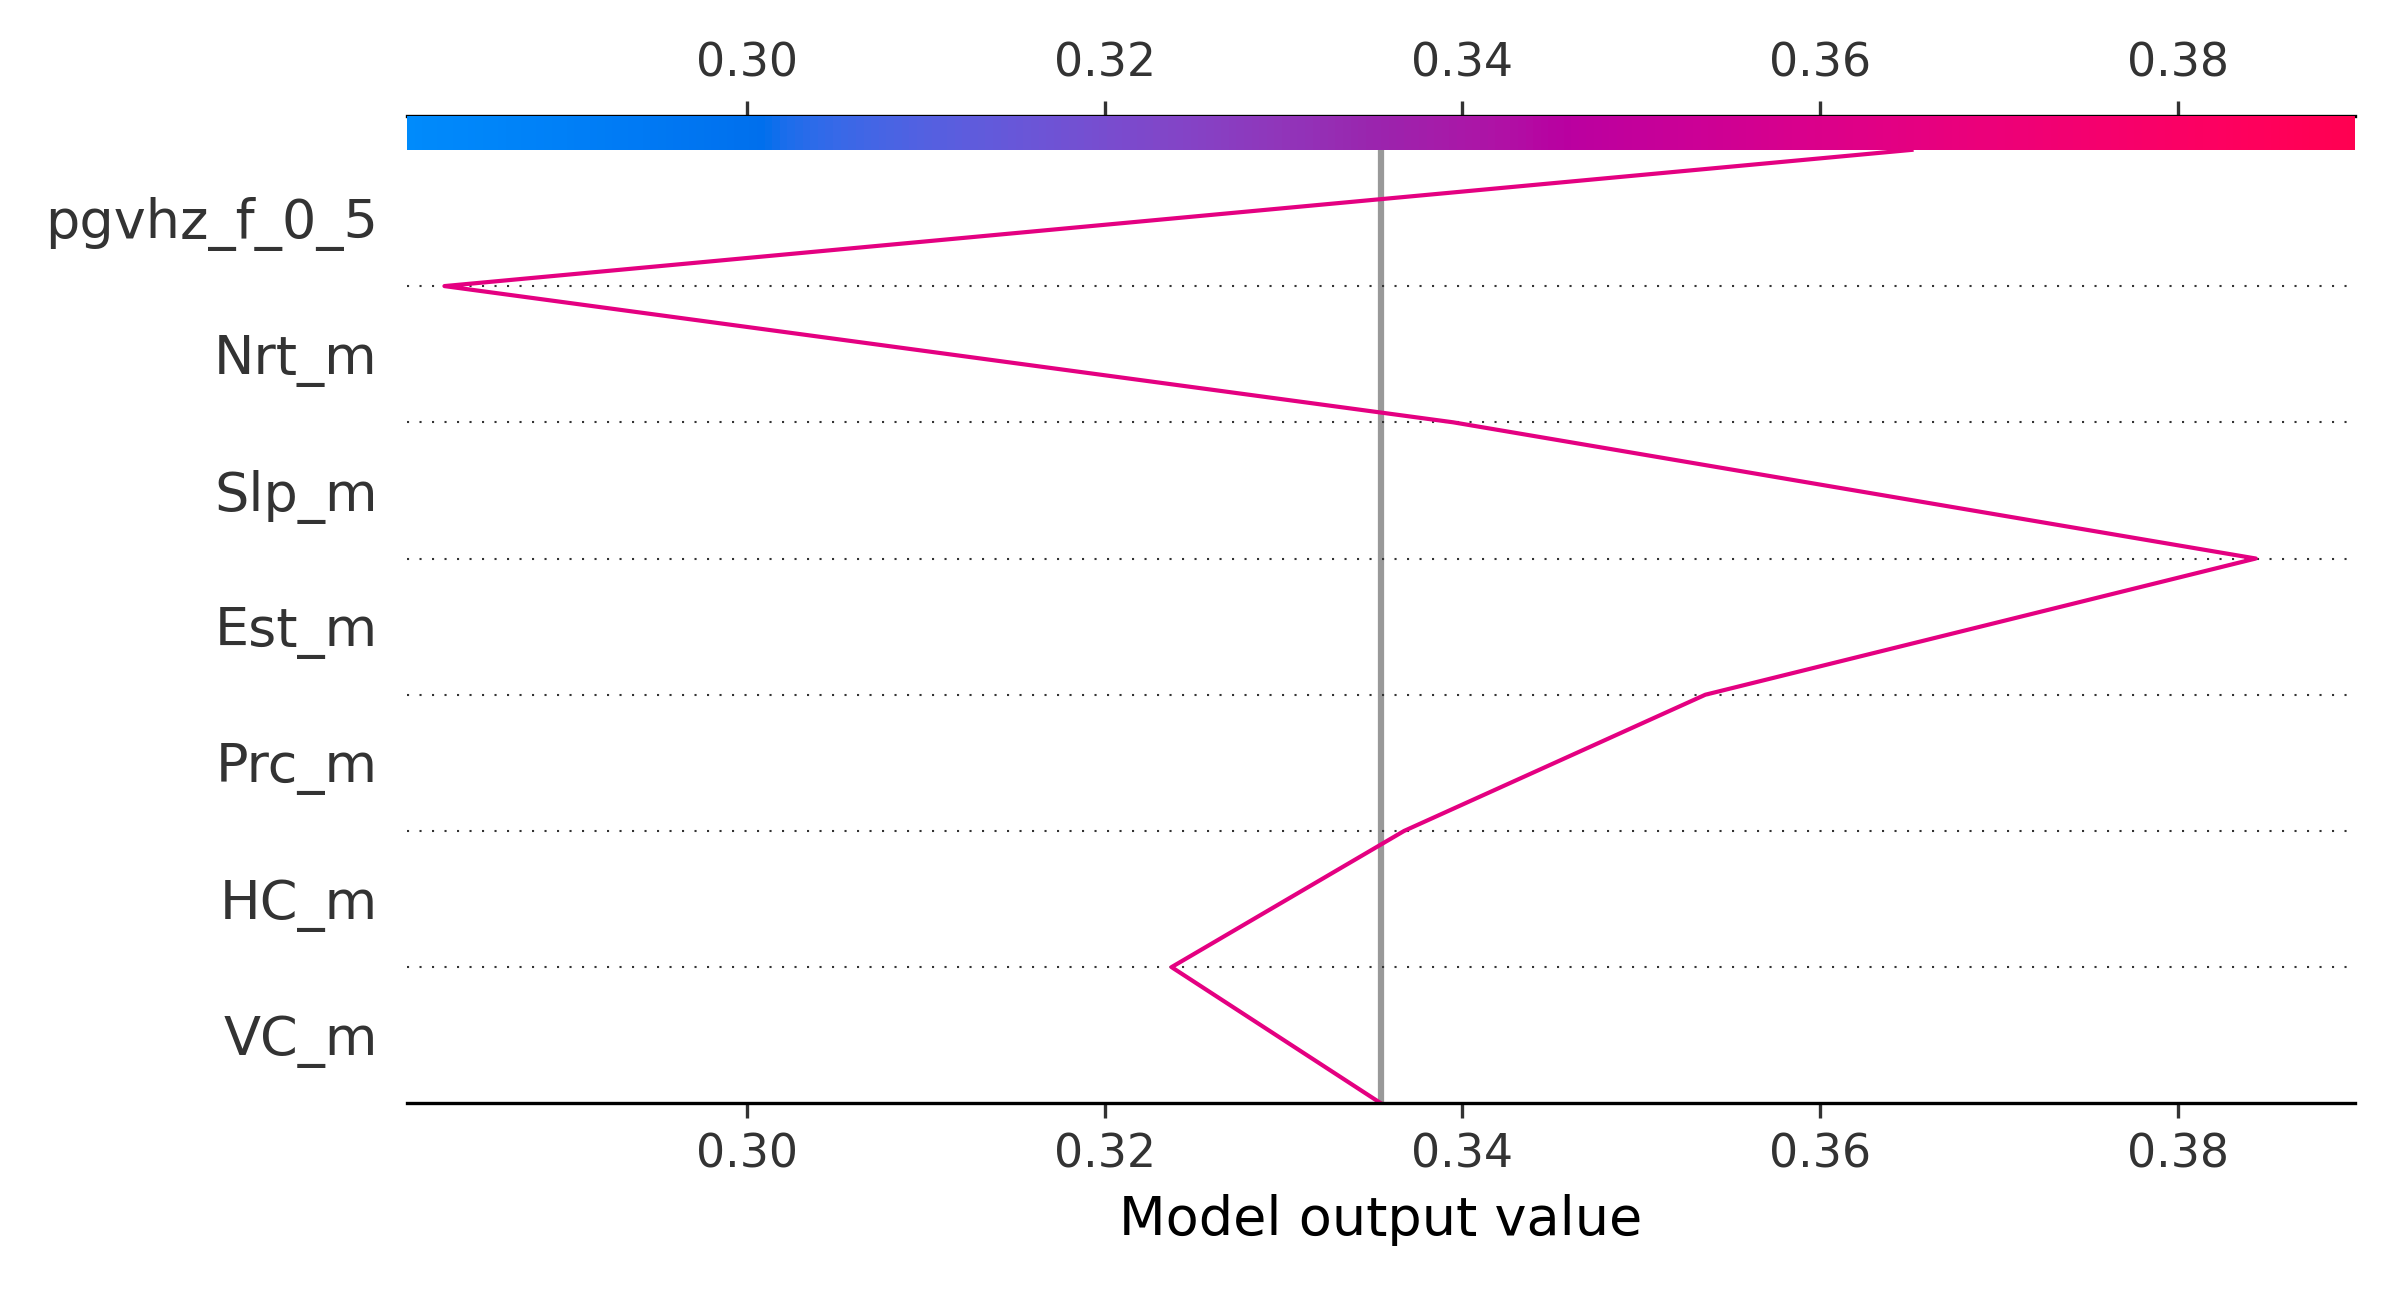 0.30 0.32 0.34 0.36 0.38
pgvhz_f_0_5
Nrt_m
Slp_m
Est_m
Prc_m
HC_m
VC_m
0.30 0.32 0.34 0.36 0.38
Model output value